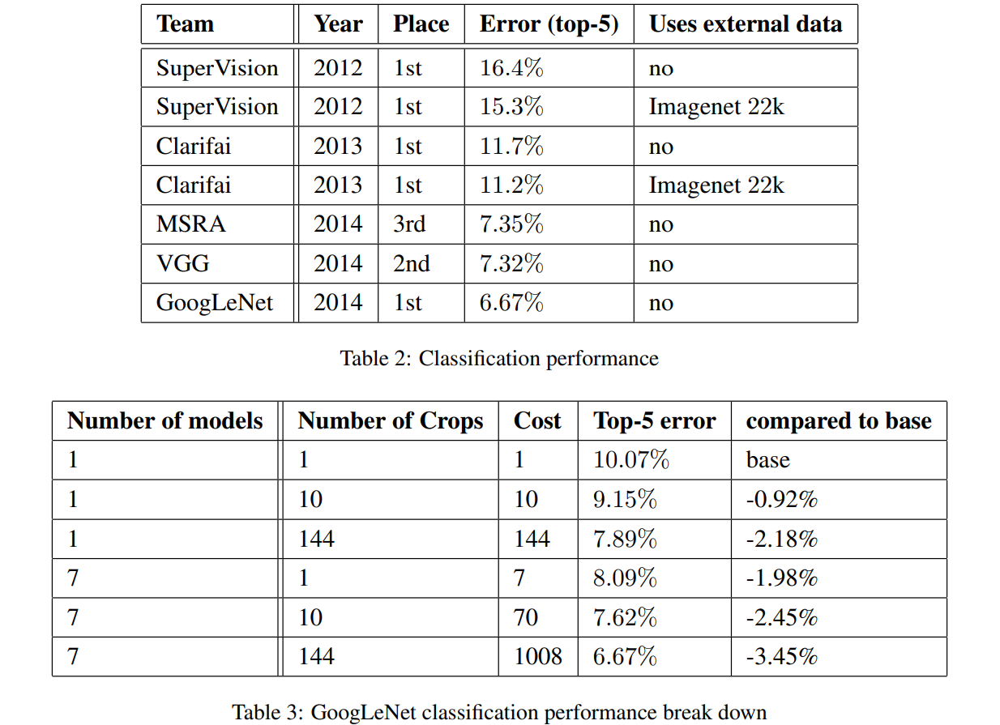 Team Year Place Error (top-5) Uses external data
SuperVision 2012 1st 16.4% no
SuperVision 2012 1st 15.3% Imagenet 22k
Clarifai 2013 1st 11.7% no
Clarifai 2013 1st 11.2% Imagenet 22k
MSRA 2014 3rd 7.35% no
VGG 2014 2nd 7.32% no
GoogLeNet 2014 1st 6.67% no
Table 2: Classification performance
Number of models Number of Crops Cost Top-5 error compared to base
1 1 1 10.07% base
1 10 10 9.15% -0.92%
1 144 144 7.89% -2.18%
7 1 7 8.09% -1.98%
7 10 70 7.62% -2.45%
7 144 1008 6.67% -3.45%
Table 3: GoogLeNet classification performance break down